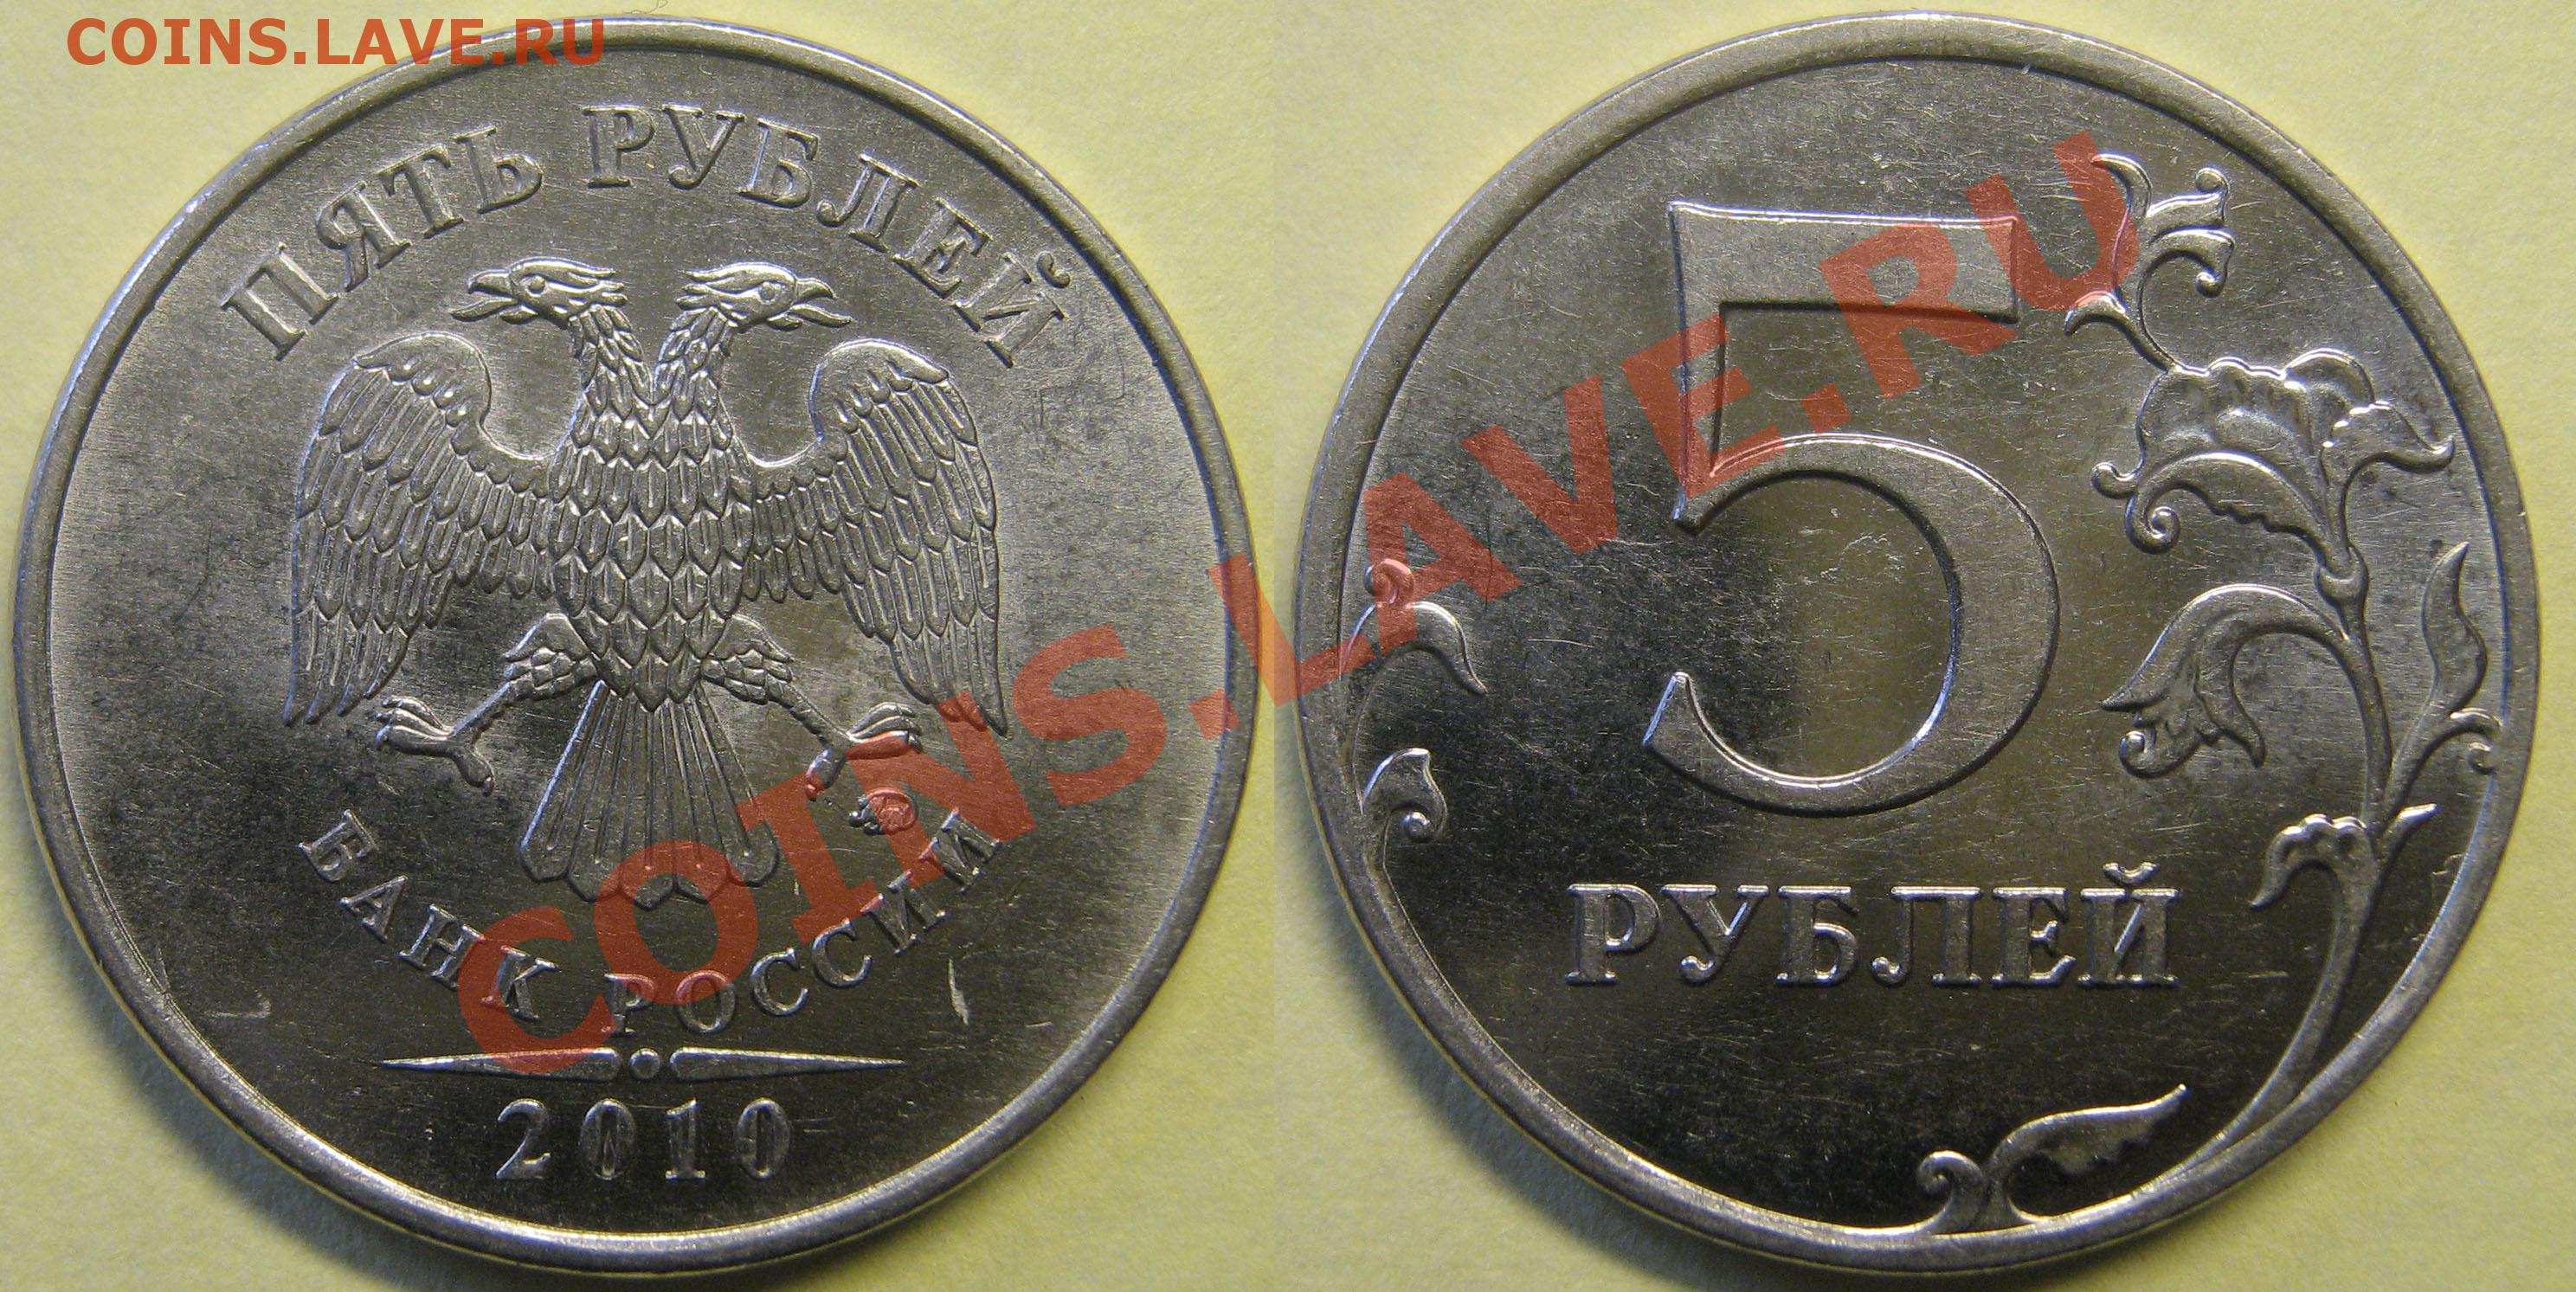 COINS.LAVE.RU
ПЯТЬ РУБЛЕЙ
БАНК РОССИИ
2010
5
РУБЛЕЙ
COINS.LAVE.RU